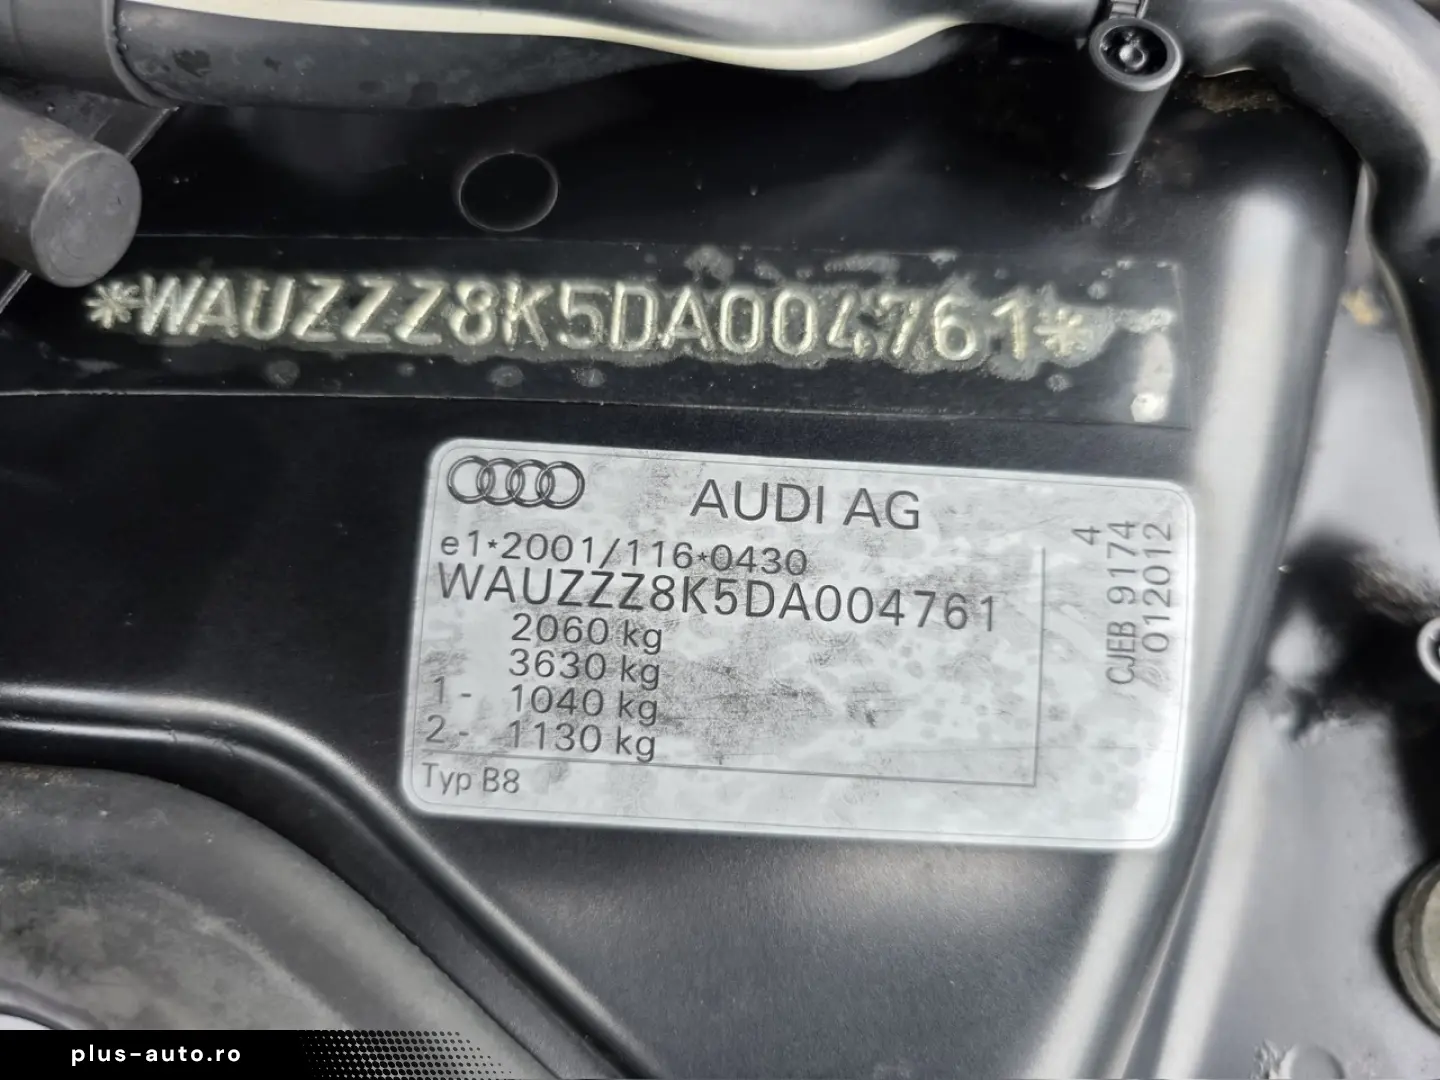 *WAUZZZ8K5DA004761*
AUDI AG
e1*2001/116*0430
WAUZZZ8K5DA004761
2060 kg
3630 kg
1 - 1040 kg
2 - 1130 kg
Typ B8
4
CJEB 9174
012012
plus-auto.ro